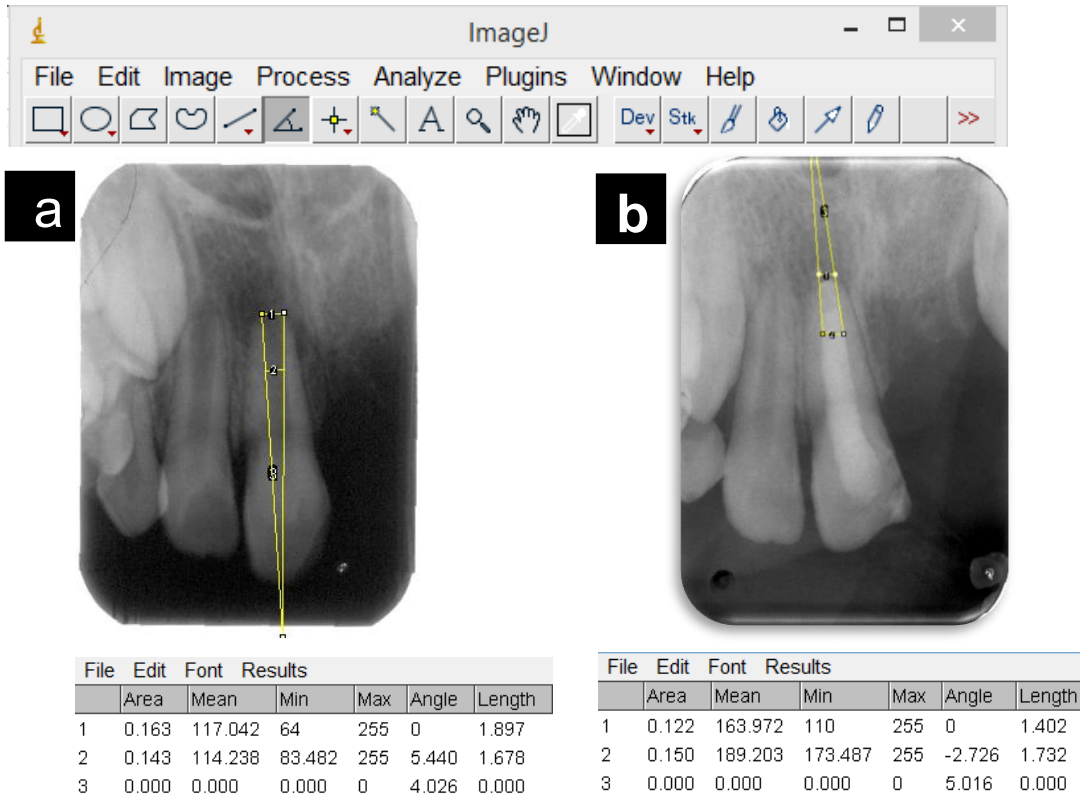 ImageJ
File Edit Image Process Analyze Plugins Window Help
Dev Stk >>
a
b
1
2
3
File Edit Font Results
Area Mean Min Max Angle Length
1 0.163 117.042 64 255 0 1.897
2 0.143 114.238 83.482 255 5.440 1.678
3 0.000 0.000 0.000 0 4.026 0.000
File Edit Font Results
Area Mean Min Max Angle Length
1 0.122 163.972 110 255 0 1.402
2 0.150 189.203 173.487 255 -2.726 1.732
3 0.000 0.000 0.000 0 5.016 0.000